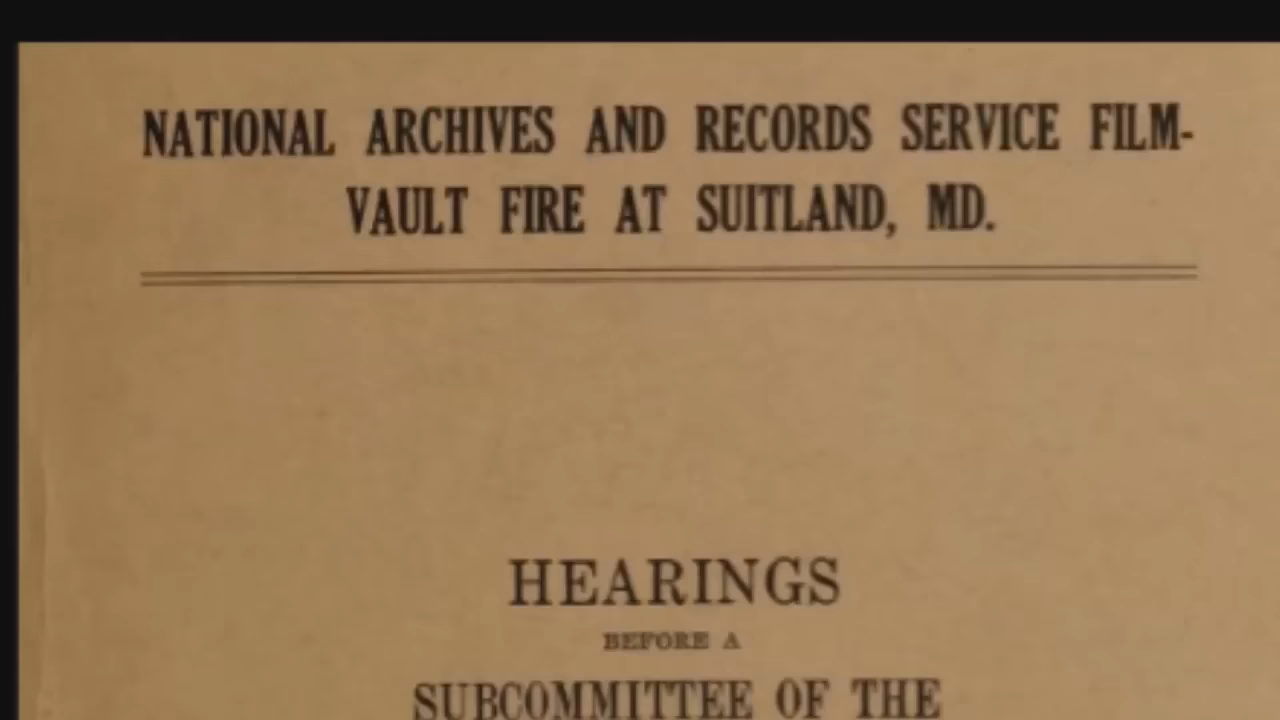 NATIONAL ARCHIVES AND RECORDS SERVICE FILM-
VAULT FIRE AT SUITLAND, MD.
HEARINGS
BEFORE A
SUBCOMMITTEE OF THE